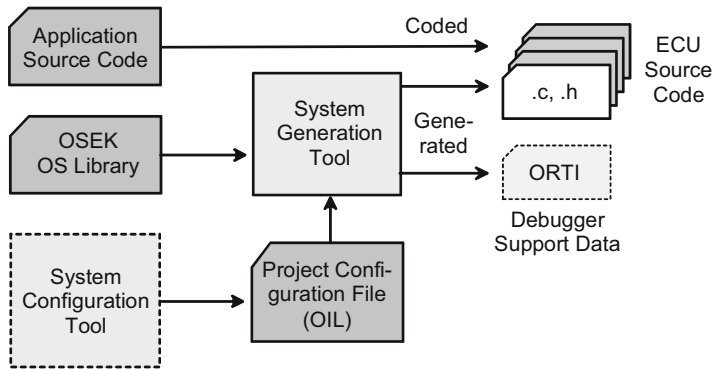 Application
Source Code
Coded
ECU
Source
Code
.c, .h
System
Generation
Tool
Gene-
rated
OSEK
OS Library
ORTI
Debugger
Support Data
System
Configuration
Tool
Project Confi-
guration File
(OIL)